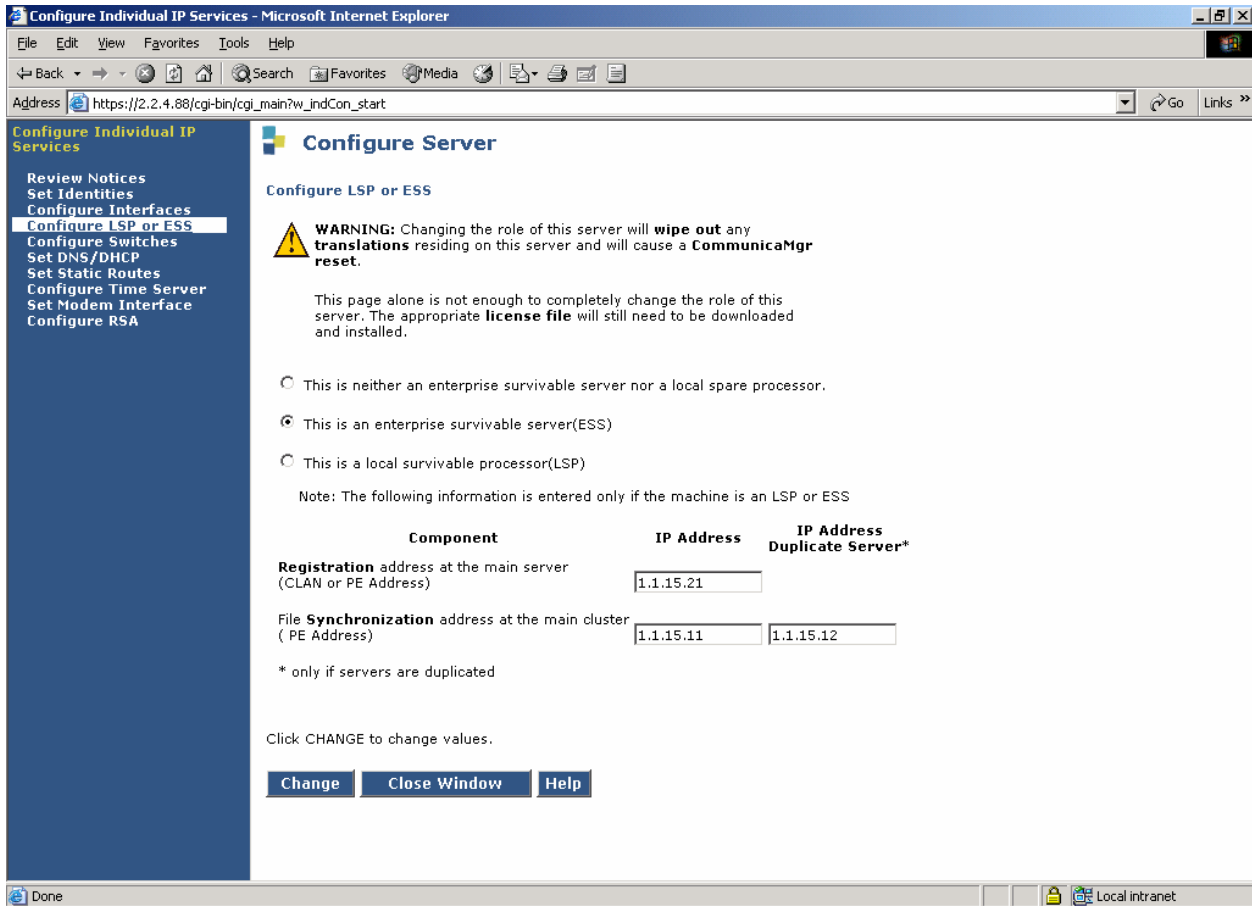 Configure Individual IP Services - Microsoft Internet Explorer
File Edit View Favorites Tools Help
Back Search Favorites Media
Address https://2.2.4.88/cgi-bin/cgi_main?w_indCon_start Go Links »
Configure Individual IP
Services
Review Notices
Set Identities
Configure Interfaces
Configure LSP or ESS
Configure Switches
Set DNS/DHCP
Set Static Routes
Configure Time Server
Set Modem Interface
Configure RSA
Configure Server
Configure LSP or ESS
WARNING: Changing the role of this server will wipe out any
translations residing on this server and will cause a CommunicaMgr
reset.
This page alone is not enough to completely change the role of this
server. The appropriate license file will still need to be downloaded
and installed.
This is neither an enterprise survivable server nor a local spare processor.
This is an enterprise survivable server(ESS)
This is a local survivable processor(LSP)
Note: The following information is entered only if the machine is an LSP or ESS
Component IP Address IP Address
Duplicate Server*
Registration address at the main server
(CLAN or PE Address) 1.1.15.21
File Synchronization address at the main cluster
( PE Address) 1.1.15.11 1.1.15.12
* only if servers are duplicated
Click CHANGE to change values.
Change Close Window Help
Done Local intranet